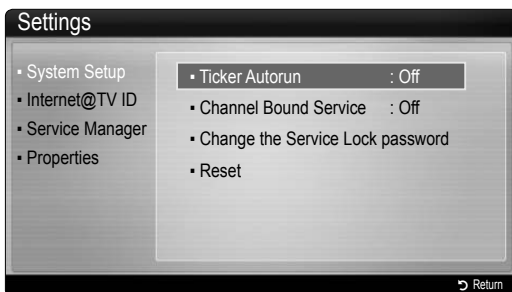 Settings
▪ System Setup
▪ Internet@TV ID
▪ Service Manager
▪ Properties
▪ Ticker Autorun : Off
▪ Channel Bound Service : Off
▪ Change the Service Lock password
▪ Reset
Return